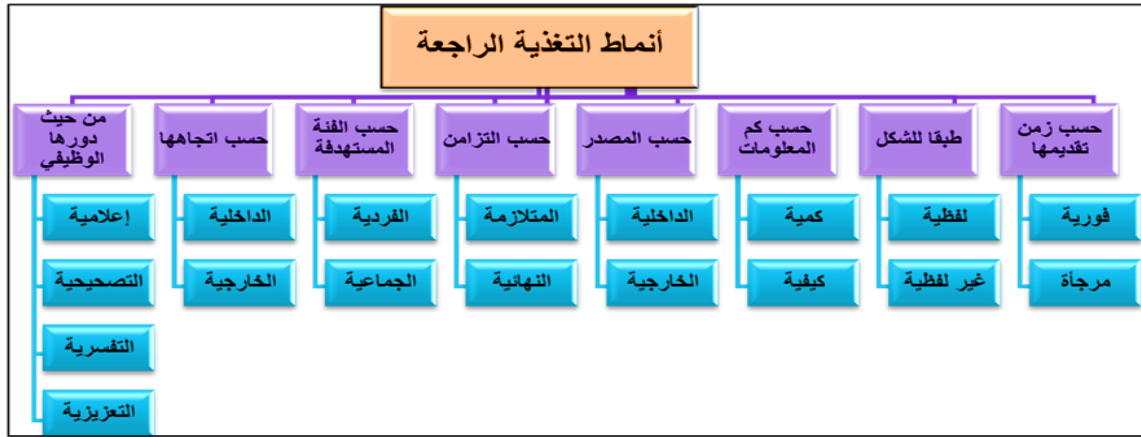 أنماط التغذية الراجعة
حسب زمن
تقديمها
فورية
مرجأة
طبقا للشكل
لفظية
غير لفظية
حسب كم
المعلومات
كمية
كيفية
حسب المصدر
الداخلية
الخارجية
حسب التزامن
المتلازمة
النهائية
حسب الفئة
المستهدفة
الفردية
الجماعية
حسب اتجاهها
الداخلية
الخارجية
من حيث
دورها
الوظيفي
إعلامية
التصحيحية
التفسرية
التعزيزية